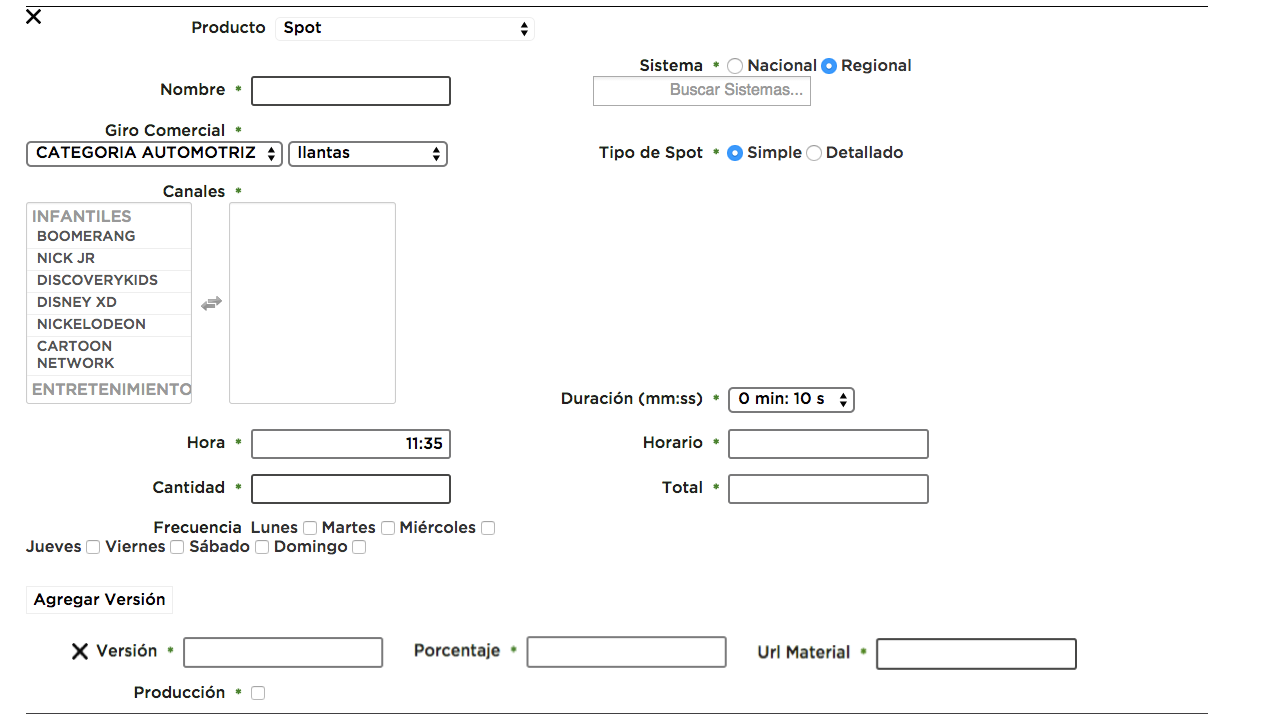 Producto Spot
Sistema * Nacional Regional
Nombre * Buscar Sistemas...
Giro Comercial *
CATEGORIA AUTOMOTRIZ llantas Tipo de Spot * Simple Detallado
Canales *
INFANTILES
BOOMERANG
NICK JR
DISCOVERYKIDS
DISNEY XD
NICKELODEON
CARTOON
NETWORK
ENTRETENIMIENTO
Duración (mm:ss) * 0 min: 10 s
Hora * 11:35 Horario *
Cantidad * Total *
Frecuencia Lunes Martes Miércoles
Jueves Viernes Sábado Domingo
Agregar Versión
Versión * Porcentaje * Url Material *
Producción *